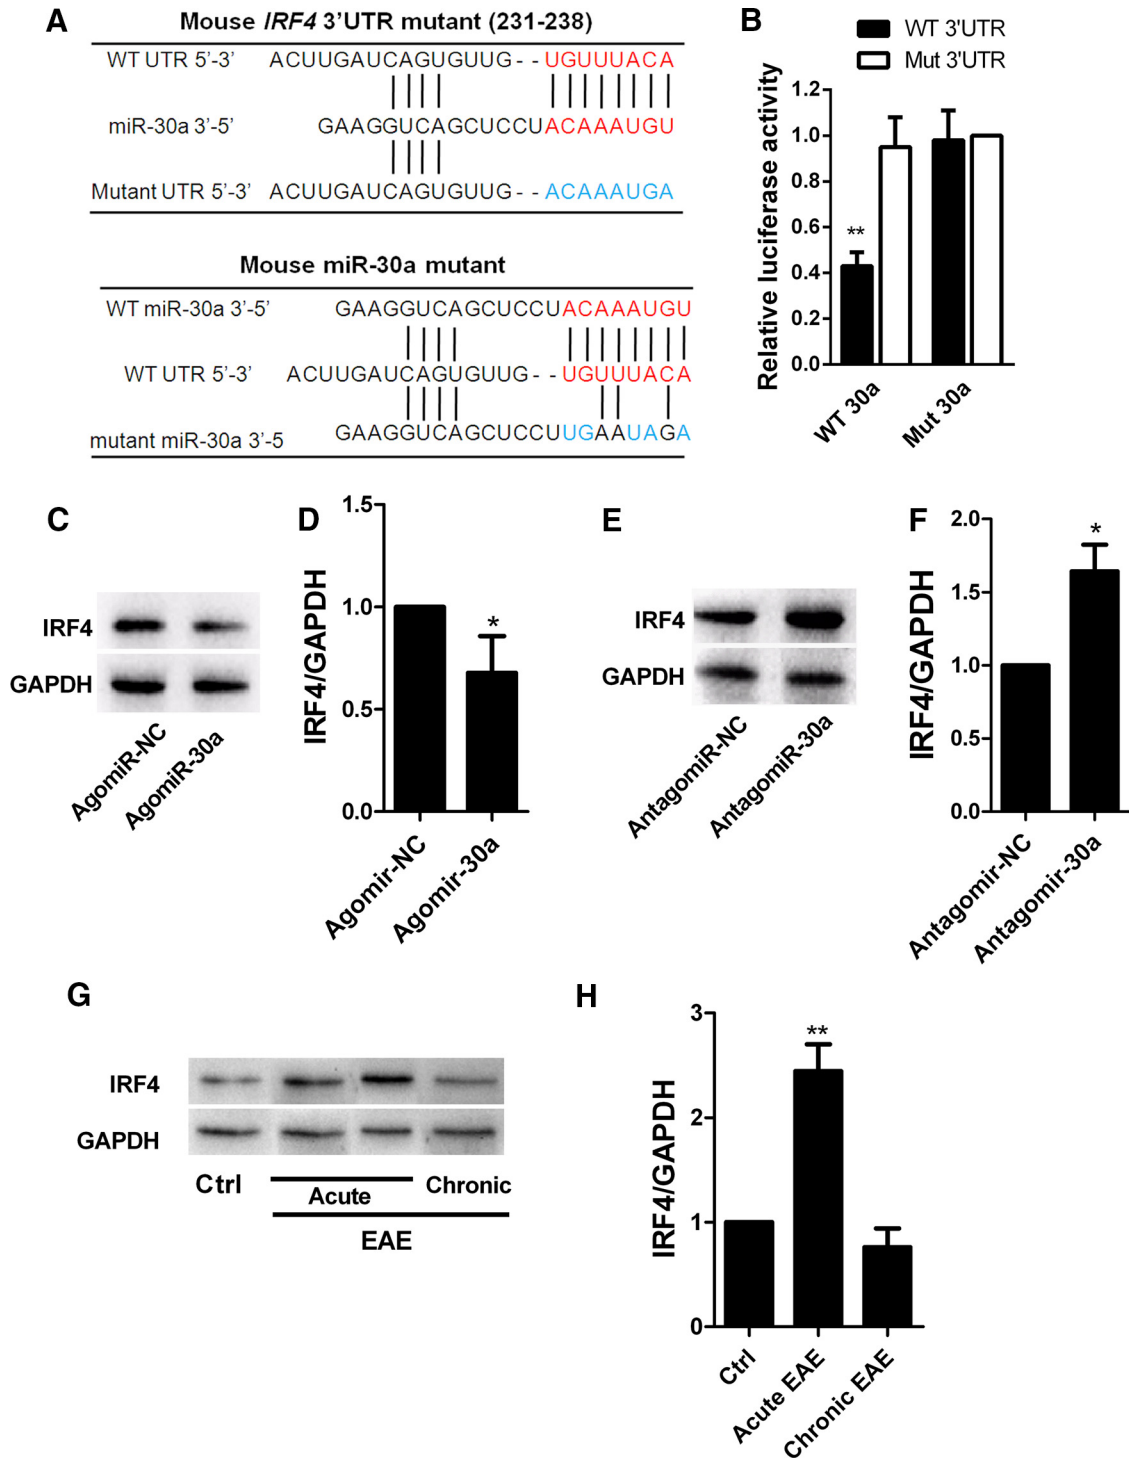 A
Mouse IRF4 3'UTR mutant (231-238)
WT UTR 5'-3' ACUUGAUCAGUGUUG--UGUUUACA
miR-30a 3'-5' GAAGGUCAGCUCCUACAAAUGU
Mutant UTR 5'-3' ACUUGAUCAGUGUUG--ACAAAUGA
Mouse miR-30a mutant
WT miR-30a 3'-5' GAAGGUCAGCUCCUACAAAUGU
WT UTR 5'-3' ACUUGAUCAGUGUUG--UGUUUACA
mutant miR-30a 3'-5 GAAGGUCAGCUCCUUGAAUAGA
B
WT 3'UTR
Mut 3'UTR
Relative luciferase activity
1.2
1.0
0.8
0.6
0.4
0.2
0.0
**
WT 30a
Mut 30a
C
IRF4
GAPDH
AgomiR-NC
AgomiR-30a
D
IRF4/GAPDH
1.5
1.0
0.5
0.0
*
Agomir-NC
Agomir-30a
E
IRF4
GAPDH
AntagomiR-NC
AntagomiR-30a
F
IRF4/GAPDH
2.0
1.5
1.0
0.5
0.0
*
Antagomir-NC
Antagomir-30a
G
IRF4
GAPDH
Ctrl
Acute
Chronic
EAE
H
IRF4/GAPDH
3
2
1
0
**
Ctrl
Acute EAE
Chronic EAE